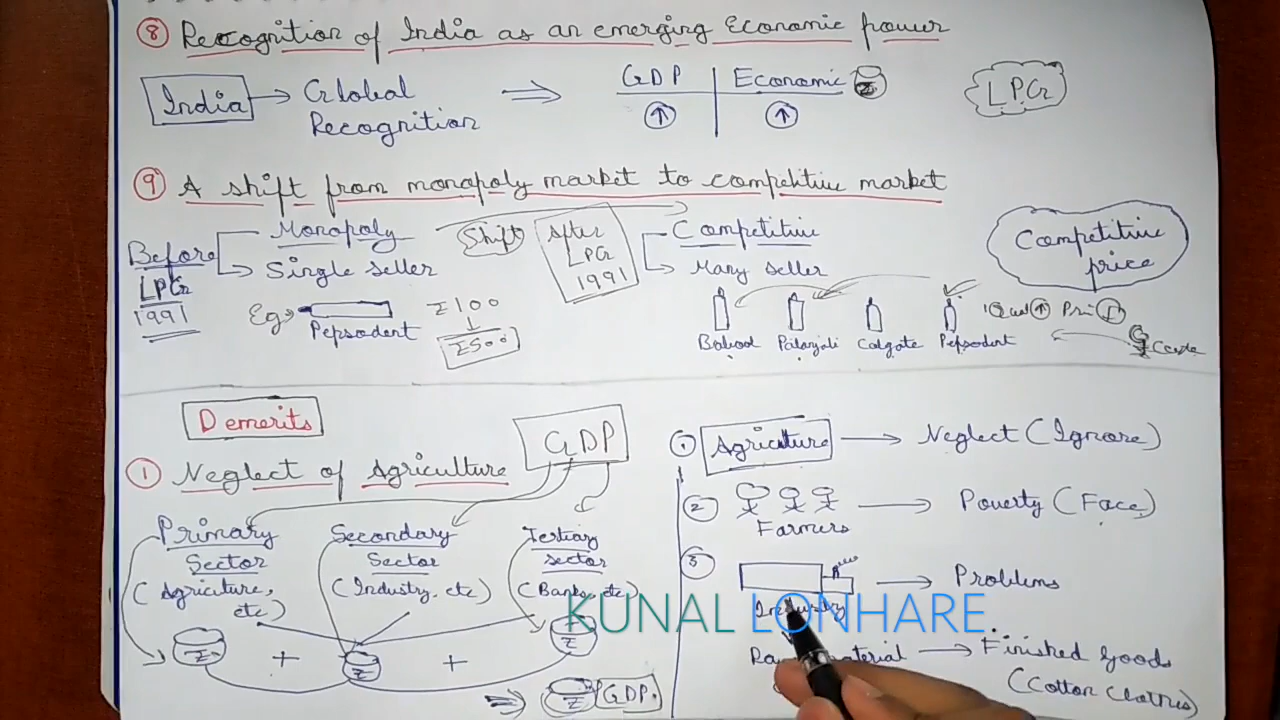 ⑧ Recognition of India as an emerging Economic power
India → Global Recognition ⇒ GDP ↑ | Economic ↑
LPG
⑨ A shift from monopoly market to competitive market
Before LPG 1991
Monopoly
Single seller
Shift
After LPG 1991
Competitive
Many seller
Competitive price
Eg → Pepsodent
₹100
↓
₹500
Babool Patanjali Colgate Pepsodent
Qual ↑ Pri ↓
Demerits
① Neglect of Agriculture
GDP
Primary Sector (Agriculture, etc)
Secondary Sector (Industry, etc)
Tertiary sector (Banks, etc)
₹ + ₹ + ₹
⇒ ₹ GDP.
① Agriculture → Neglect (Ignore)
② Farmers → Poverty (Face)
③ Industry → Problems
→ Finished goods
(Cotton clothes)
KUNAL LONHARE